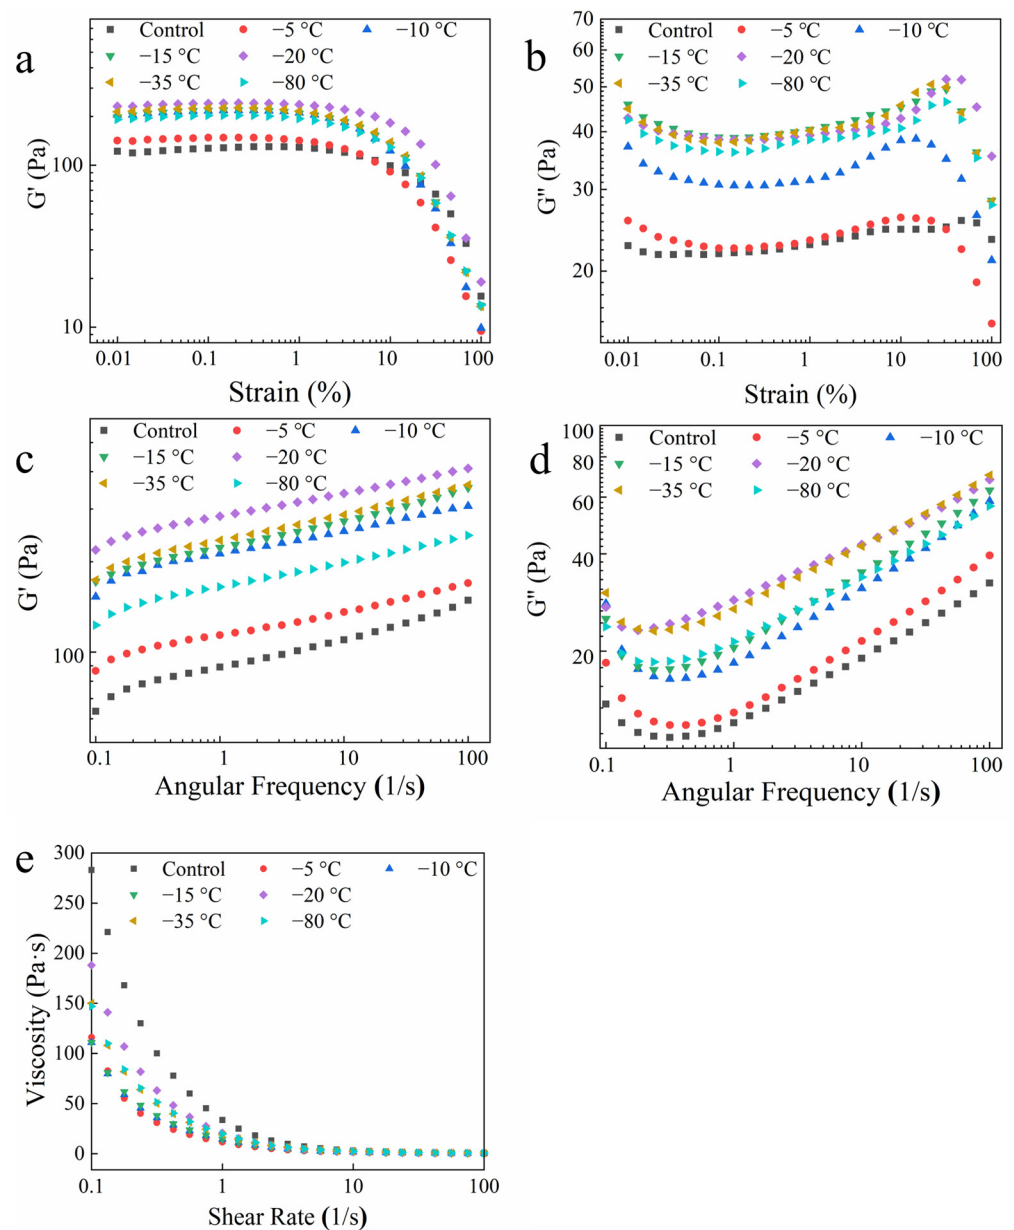 a
Control −5 °C −10 °C
−15 °C −20 °C
−35 °C −80 °C
G' (Pa)
100
10
0.01 0.1 1 10 100
Strain (%)
b
Control −5 °C −10 °C
−15 °C −20 °C
−35 °C −80 °C
G" (Pa)
70
60
50
40
30
20
0.01 0.1 1 10 100
Strain (%)
c
Control −5 °C −10 °C
−15 °C −20 °C
−35 °C −80 °C
G' (Pa)
100
0.1 1 10 100
Angular Frequency (1/s)
d
Control −5 °C −10 °C
−15 °C −20 °C
−35 °C −80 °C
G" (Pa)
100
80
60
40
20
0.1 1 10 100
Angular Frequency (1/s)
e
Control −5 °C −10 °C
−15 °C −20 °C
−35 °C −80 °C
Viscosity (Pa·s)
300
250
200
150
100
50
0
0.1 1 10 100
Shear Rate (1/s)